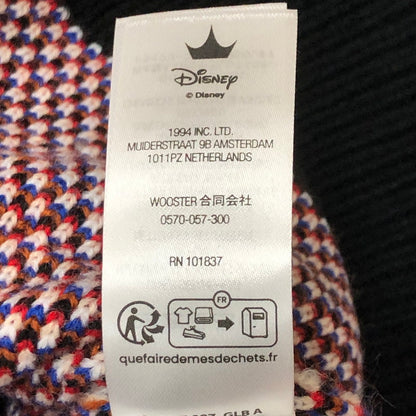 Disney
© Disney
1994 INC. LTD.
MUIDERSTRAAT 9B AMSTERDAM
1011PZ NETHERLANDS
WOOSTER 合同会社
0570-057-300
RN 101837
FR
quefairedemesdechets.fr
GLB A